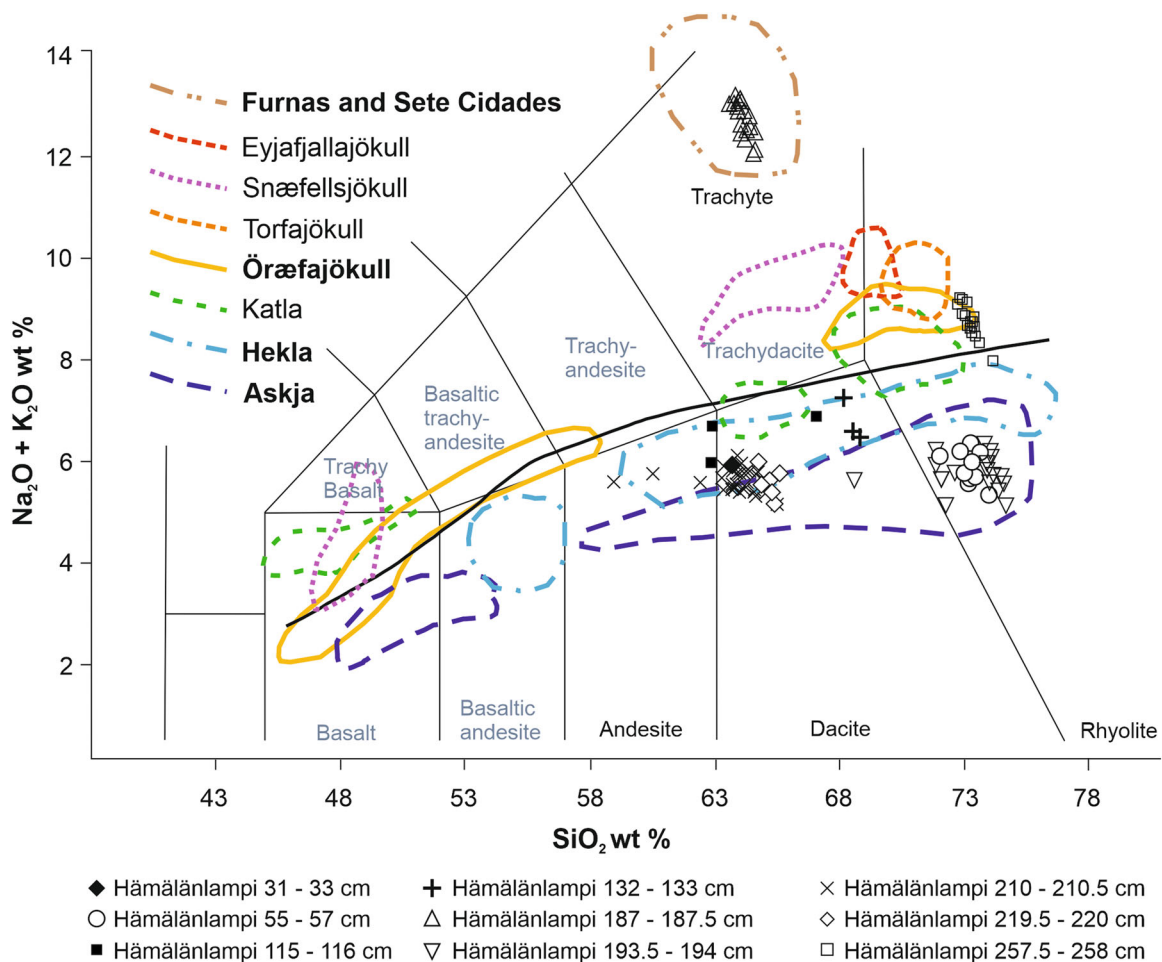 Na₂O + K₂O wt %
14
12
10
8
6
4
2
Furnas and Sete Cidades
Eyjafjallajökull
Snæfellsjökull
Torfajökull
Öræfajökull
Katla
Hekla
Askja
Trachyte
Trachydacite
Trachy-
andesite
Basaltic
trachy-
andesite
Trachy
Basalt
Basalt
Basaltic
andesite
Andesite
Dacite
Rhyolite
43
48
53
58
63
68
73
78
SiO₂ wt %
Hämälänlampi 31 - 33 cm
Hämälänlampi 55 - 57 cm
Hämälänlampi 115 - 116 cm
Hämälänlampi 132 - 133 cm
Hämälänlampi 187 - 187.5 cm
Hämälänlampi 193.5 - 194 cm
Hämälänlampi 210 - 210.5 cm
Hämälänlampi 219.5 - 220 cm
Hämälänlampi 257.5 - 258 cm